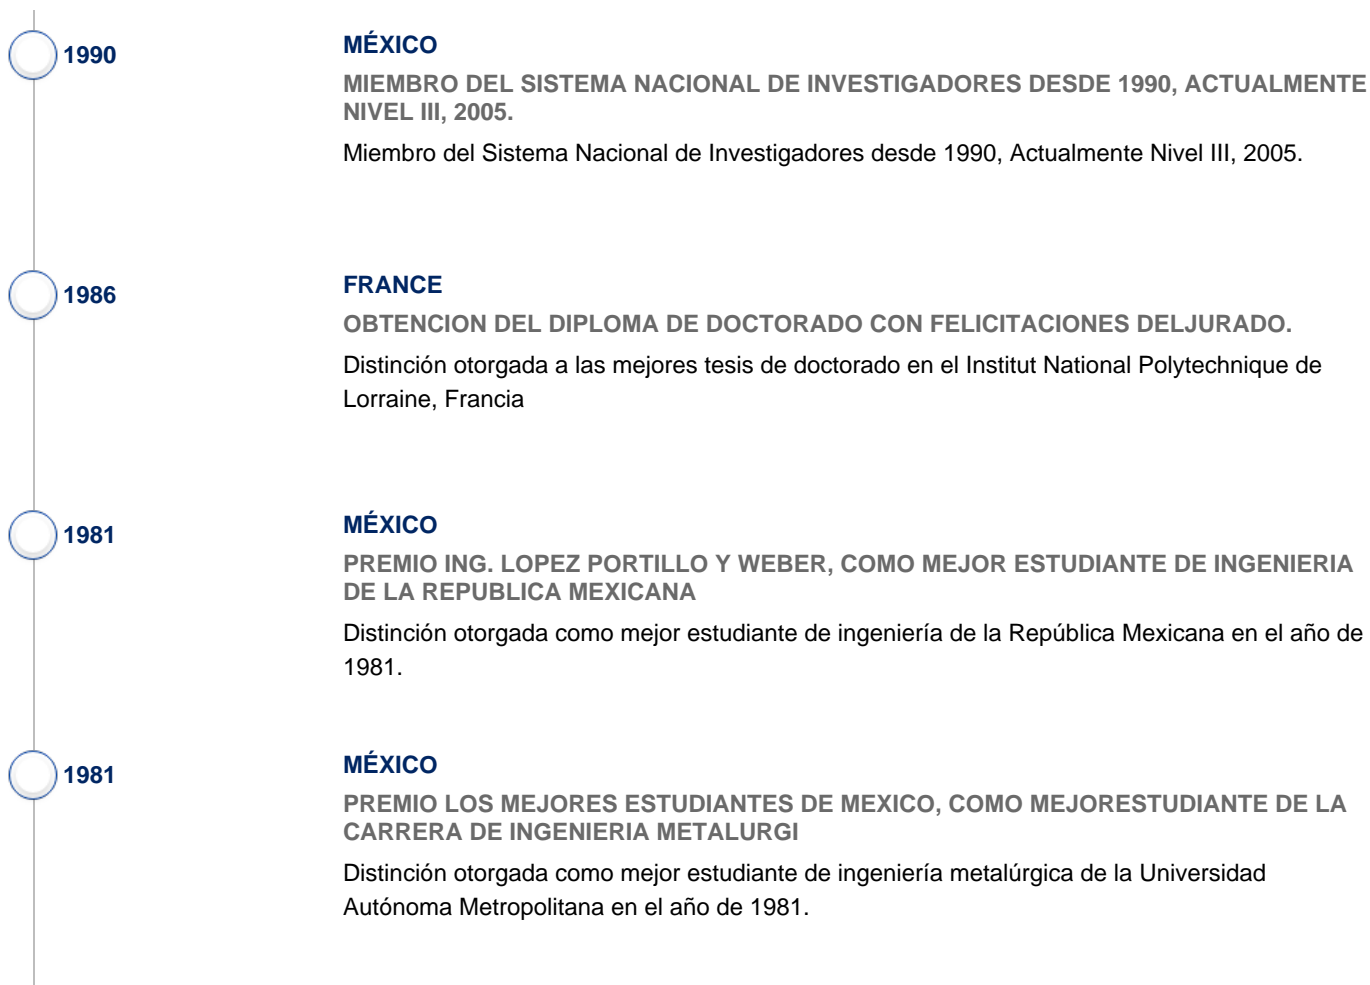 1990
MÉXICO
MIEMBRO DEL SISTEMA NACIONAL DE INVESTIGADORES DESDE 1990, ACTUALMENTE
NIVEL III, 2005.
Miembro del Sistema Nacional de Investigadores desde 1990, Actualmente Nivel III, 2005.
1986
FRANCE
OBTENCION DEL DIPLOMA DE DOCTORADO CON FELICITACIONES DELJURADO.
Distinción otorgada a las mejores tesis de doctorado en el Institut National Polytechnique de
Lorraine, Francia
1981
MÉXICO
PREMIO ING. LOPEZ PORTILLO Y WEBER, COMO MEJOR ESTUDIANTE DE INGENIERIA
DE LA REPUBLICA MEXICANA
Distinción otorgada como mejor estudiante de ingeniería de la República Mexicana en el año de
1981.
1981
MÉXICO
PREMIO LOS MEJORES ESTUDIANTES DE MEXICO, COMO MEJORESTUDIANTE DE LA
CARRERA DE INGENIERIA METALURGI
Distinción otorgada como mejor estudiante de ingeniería metalúrgica de la Universidad
Autónoma Metropolitana en el año de 1981.